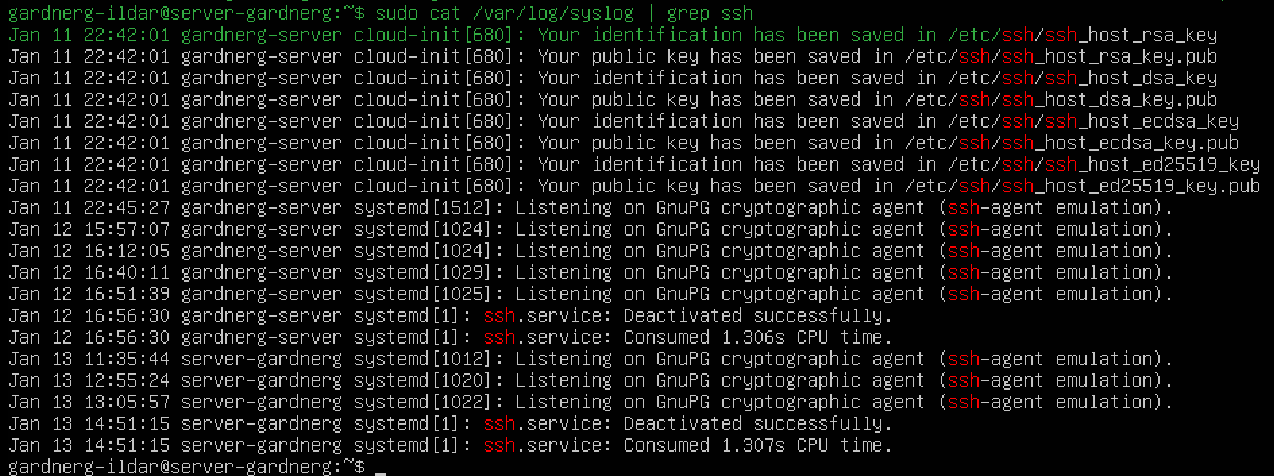 gardnerg-ildar@server-gardnerg:~$ sudo cat /var/log/syslog | grep ssh
Jan 11 22:42:01 gardnerg-server cloud-init[680]: Your identification has been saved in /etc/ssh/ssh_host_rsa_key
Jan 11 22:42:01 gardnerg-server cloud-init[680]: Your public key has been saved in /etc/ssh/ssh_host_rsa_key.pub
Jan 11 22:42:01 gardnerg-server cloud-init[680]: Your identification has been saved in /etc/ssh/ssh_host_dsa_key
Jan 11 22:42:01 gardnerg-server cloud-init[680]: Your public key has been saved in /etc/ssh/ssh_host_dsa_key.pub
Jan 11 22:42:01 gardnerg-server cloud-init[680]: Your identification has been saved in /etc/ssh/ssh_host_ecdsa_key
Jan 11 22:42:01 gardnerg-server cloud-init[680]: Your public key has been saved in /etc/ssh/ssh_host_ecdsa_key.pub
Jan 11 22:42:01 gardnerg-server cloud-init[680]: Your identification has been saved in /etc/ssh/ssh_host_ed25519_key
Jan 11 22:42:01 gardnerg-server cloud-init[680]: Your public key has been saved in /etc/ssh/ssh_host_ed25519_key.pub
Jan 11 22:45:27 gardnerg-server systemd[1512]: Listening on GnuPG cryptographic agent (ssh-agent emulation).
Jan 12 15:57:07 gardnerg-server systemd[1024]: Listening on GnuPG cryptographic agent (ssh-agent emulation).
Jan 12 16:12:05 gardnerg-server systemd[1024]: Listening on GnuPG cryptographic agent (ssh-agent emulation).
Jan 12 16:40:11 gardnerg-server systemd[1029]: Listening on GnuPG cryptographic agent (ssh-agent emulation).
Jan 12 16:51:39 gardnerg-server systemd[1025]: Listening on GnuPG cryptographic agent (ssh-agent emulation).
Jan 12 16:56:30 gardnerg-server systemd[1]: ssh.service: Deactivated successfully.
Jan 12 16:56:30 gardnerg-server systemd[1]: ssh.service: Consumed 1.306s CPU time.
Jan 13 11:35:44 server-gardnerg systemd[1012]: Listening on GnuPG cryptographic agent (ssh-agent emulation).
Jan 13 12:55:24 server-gardnerg systemd[1020]: Listening on GnuPG cryptographic agent (ssh-agent emulation).
Jan 13 13:05:57 server-gardnerg systemd[1022]: Listening on GnuPG cryptographic agent (ssh-agent emulation).
Jan 13 14:51:15 server-gardnerg systemd[1]: ssh.service: Deactivated successfully.
Jan 13 14:51:15 server-gardnerg systemd[1]: ssh.service: Consumed 1.307s CPU time.
gardnerg-ildar@server-gardnerg:~$ _